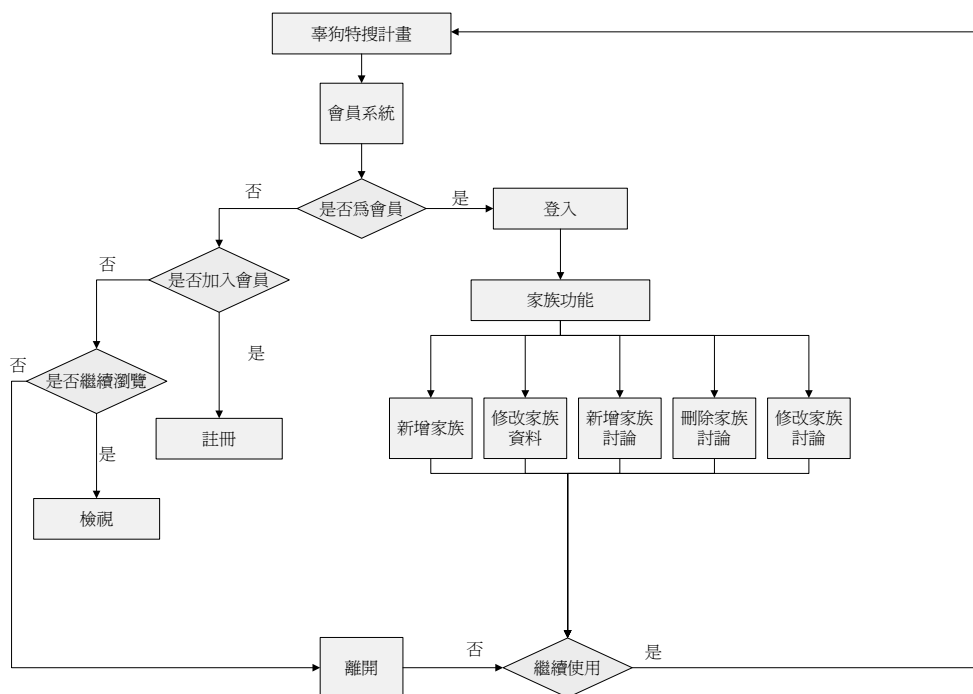 辜狗特搜計畫
會員系統
否
是否為會員
是
登入
否
是否加入會員
家族功能
否
是否繼續瀏覽
是
新增家族
修改家族
資料
新增家族
討論
刪除家族
討論
修改家族
討論
註冊
是
檢視
離開
否
繼續使用
是